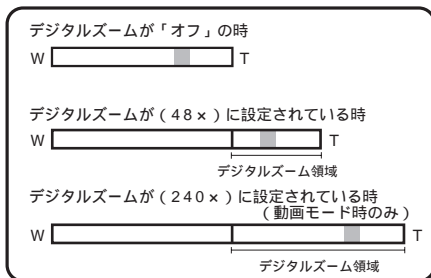 デジタルズームが「オフ」の時
W T
デジタルズームが(48×)に設定されている時
W T
デジタルズーム領域
デジタルズームが(240×)に設定されている時
(動画モード時のみ)
W T
デジタルズーム領域